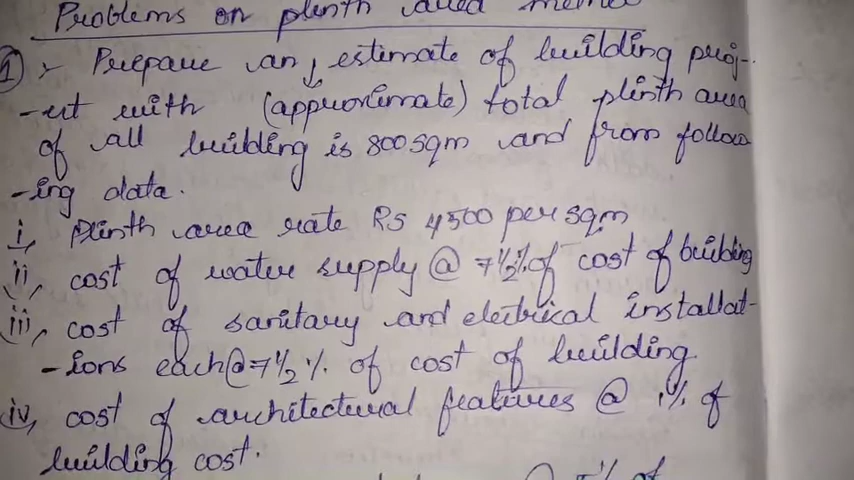 Problems on plinth area method
① :- Prepare an ↓ estimate of building proj-
-ect with (approximate) total plinth area
of all building is 800 sqm and from follow
-ing data.
i, Plinth area rate RS 4500 per sqm
ii, cost of water supply @ 7½% of cost of building
iii, cost of sanitary and electrical installat-
-ions each @ 7½ % of cost of building.
iv, cost of architectural features @ 1% of
building cost.
@ 5% of